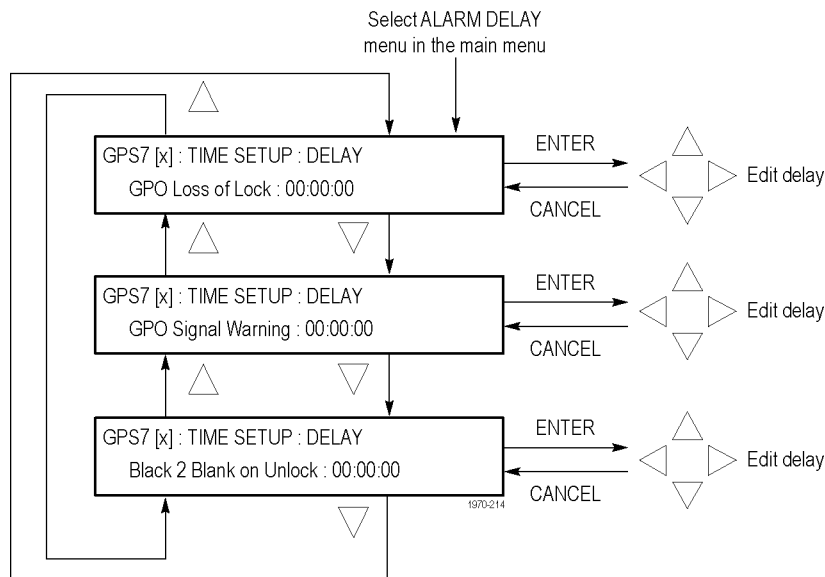 Select ALARM DELAY
menu in the main menu
GPS7 [x] : TIME SETUP : DELAY
GPO Loss of Lock : 00:00:00
ENTER
CANCEL
Edit delay
GPS7 [x] : TIME SETUP : DELAY
GPO Signal Warning : 00:00:00
ENTER
CANCEL
Edit delay
GPS7 [x] : TIME SETUP : DELAY
Black 2 Blank on Unlock : 00:00:00
ENTER
CANCEL
Edit delay
1970-214